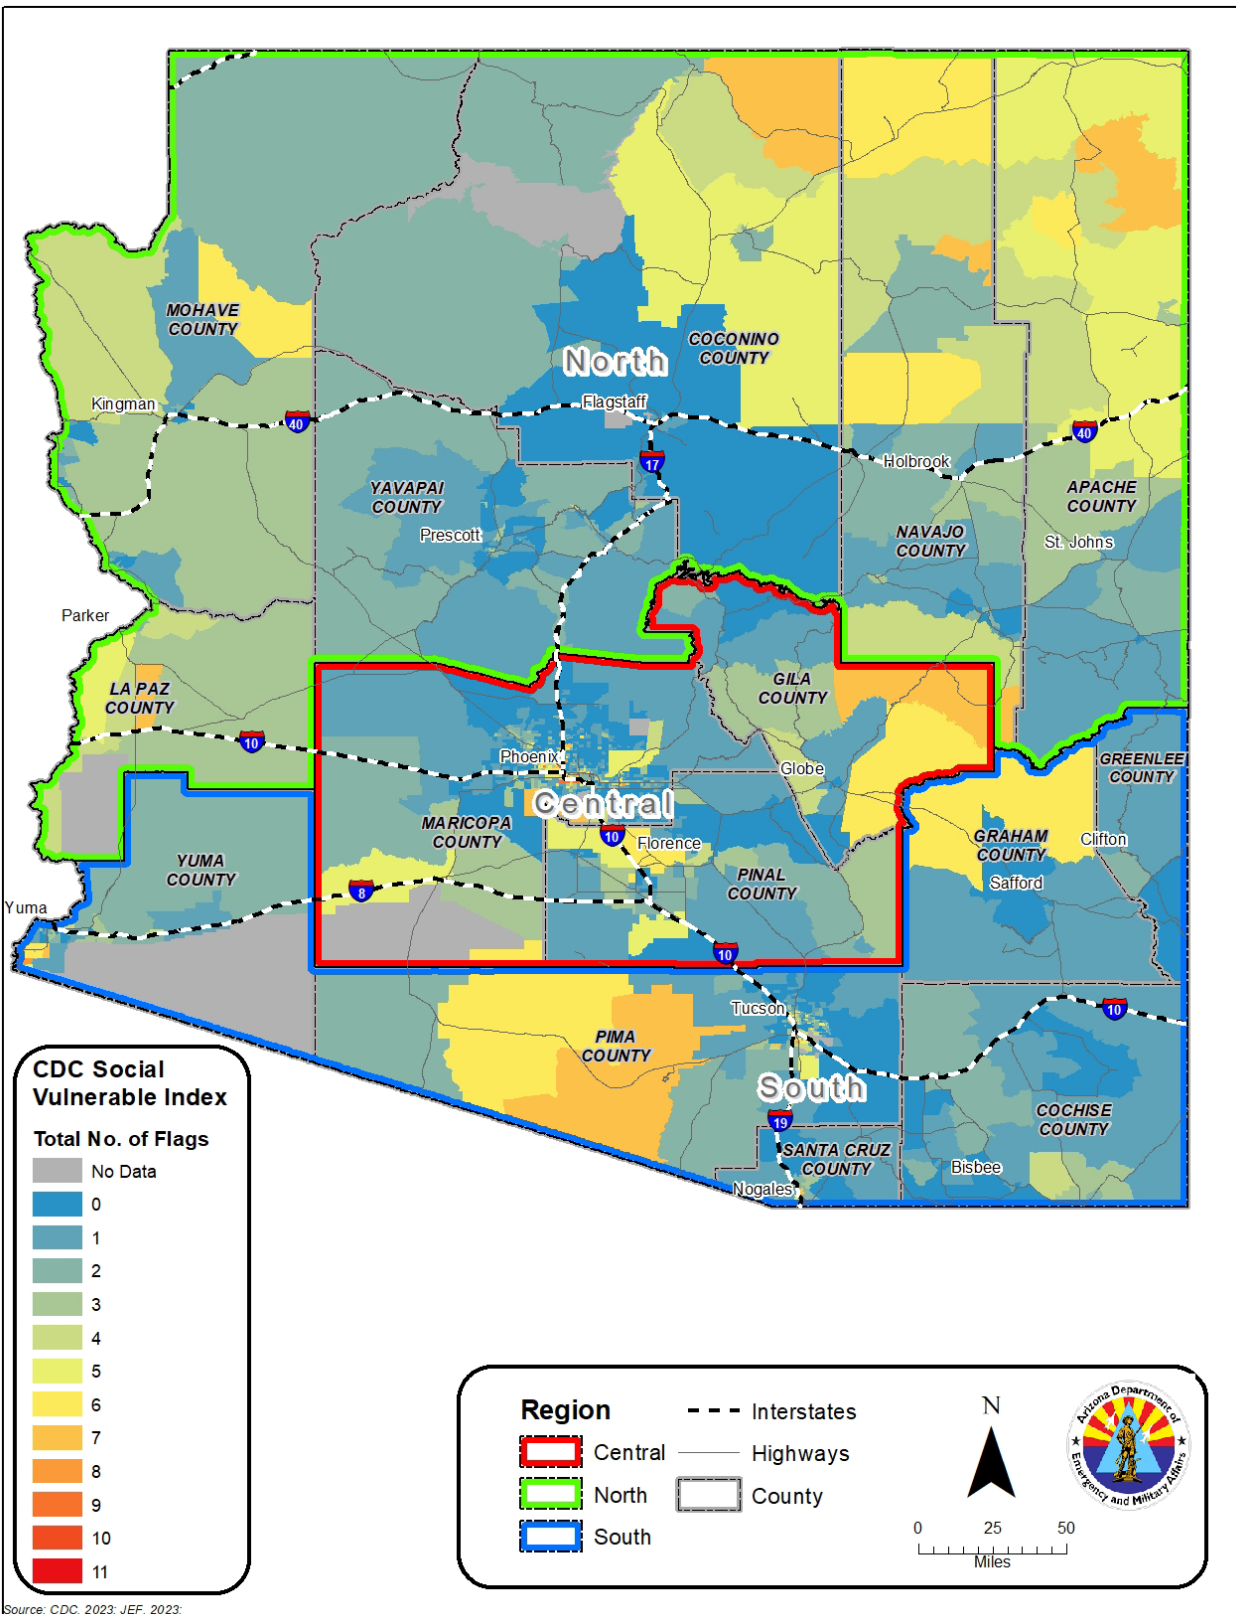 MOHAVE
COUNTY
COCONINO
COUNTY
North
Kingman
Flagstaff
40
40
17
Holbrook
YAVAPAI
COUNTY
APACHE
COUNTY
Prescott
NAVAJO
COUNTY
St. Johns
Parker
LA PAZ
COUNTY
GILA
COUNTY
10
Phoenix
Globe
GREENLEE
COUNTY
Central
MARICOPA
COUNTY
10
Florence
GRAHAM
COUNTY
Clifton
YUMA
COUNTY
8
PINAL
COUNTY
Safford
Yuma
10
Tucson
10
PIMA
COUNTY
South
19
COCHISE
COUNTY
SANTA CRUZ
COUNTY
Bisbee
Nogales
CDC Social
Vulnerable Index
Total No. of Flags
No Data
0
1
2
3
4
5
6
7
8
9
10
11
Region
Central
North
South
Interstates
Highways
County
N
0 25 50
Miles
Arizona Department of
Emergency and Military Affairs
Source: CDC, 2023; JEF, 2023;